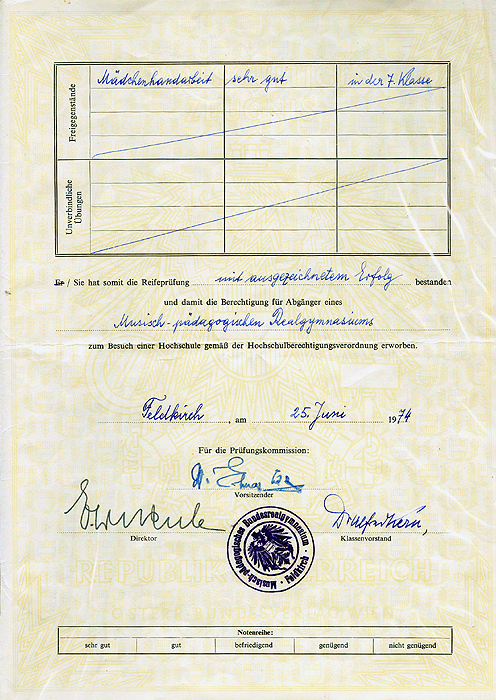 Freigegenstände
Mädchenhandarbeit sehr gut in der 7. Klasse
Unverbindliche
Übungen
Er / Sie hat somit die Reifeprüfung mit ausgezeichnetem Erfolg bestanden
und damit die Berechtigung für Abgänger eines
Musisch-pädagogischen Realgymnasiums
zum Besuch einer Hochschule gemäß der Hochschulberechtigungsverordnung erworben.
Feldkirch, am 25. Juni 1974
Für die Prüfungskommission:
Vorsitzender
Direktor
Klassenvorstand
Musisch-pädagogisches Bundesrealgymnasium
Feldkirch
Notenreihe:
sehr gut gut befriedigend genügend nicht genügend